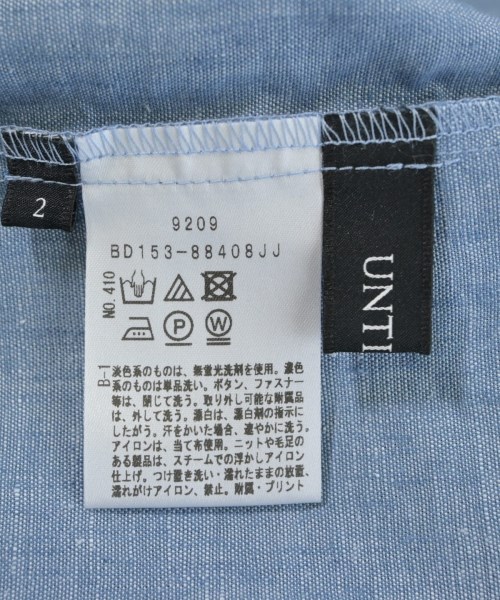 2
9209
BD153-88408JJ
NO.410
P
W
B-1
淡色系のものは、無蛍光洗剤を使用。濃色
系のものは単品洗い。ボタン、ファスナー
等は、閉じて洗う。取り外し可能な附属品
は、外して洗う。漂白は、漂白剤の指示に
したがう。汗をかいた場合、速やかに洗う。
アイロンは、当て布使用。ニットや毛足の
ある製品は、スチームでの浮かしアイロン
仕上げ。つけ置き洗い・濡れたままの放置、
濡れがけアイロン、禁止。附属・プリント
UNTI